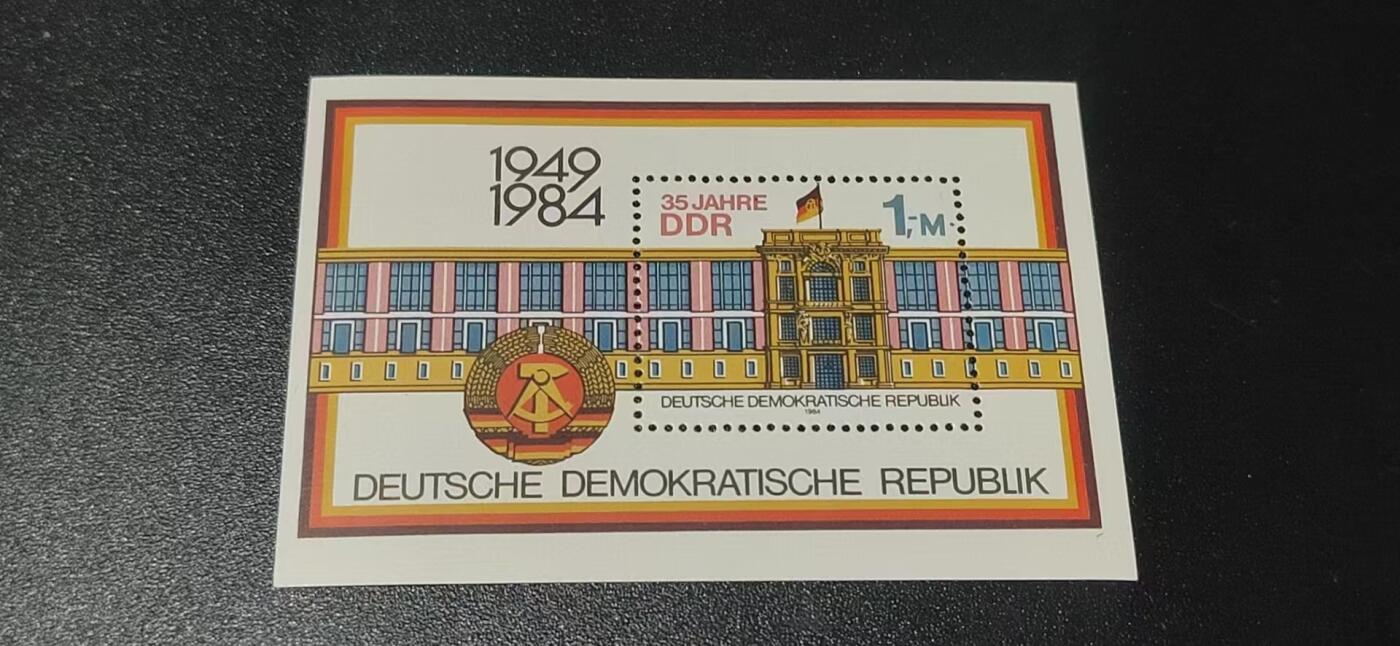 1949
1984
35 JAHRE
DDR
1,-M
DEUTSCHE DEMOKRATISCHE REPUBLIK
1984
DEUTSCHE DEMOKRATISCHE REPUBLIK